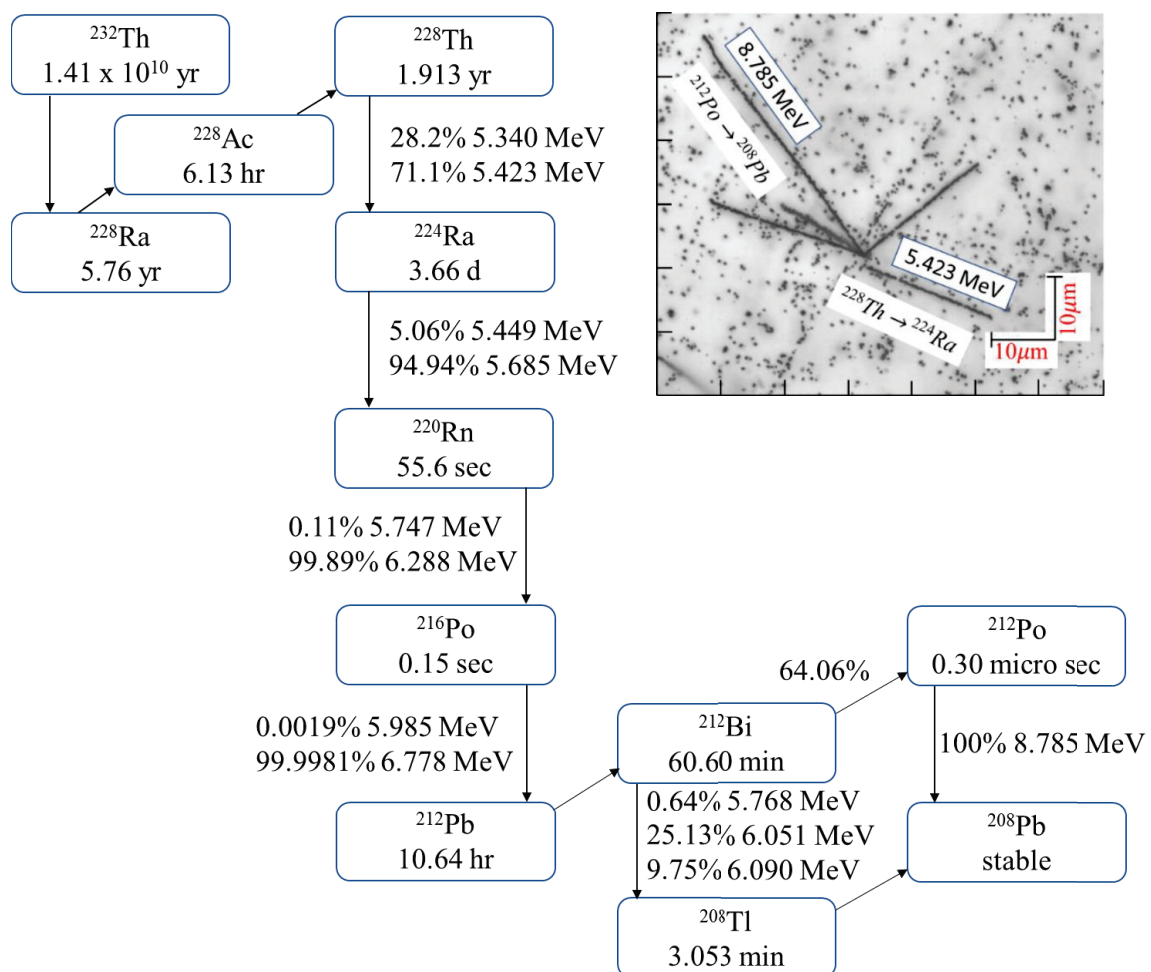 ²³²Th
1.41 x 10¹⁰ yr
²²⁸Th
1.913 yr
²²⁸Ac
6.13 hr
²²⁸Ra
5.76 yr
28.2% 5.340 MeV
71.1% 5.423 MeV
²²⁴Ra
3.66 d
5.06% 5.449 MeV
94.94% 5.685 MeV
²²⁰Rn
55.6 sec
0.11% 5.747 MeV
99.89% 6.288 MeV
²¹⁶Po
0.15 sec
0.0019% 5.985 MeV
99.9981% 6.778 MeV
²¹²Pb
10.64 hr
²¹²Bi
60.60 min
64.06%
²¹²Po
0.30 micro sec
100% 8.785 MeV
0.64% 5.768 MeV
25.13% 6.051 MeV
9.75% 6.090 MeV
²⁰⁸Pb
stable
²⁰⁸Tl
3.053 min
8.785 MeV
²¹²Po → ²⁰⁸Pb
5.423 MeV
²²⁸Th → ²²⁴Ra
10μm
10μm